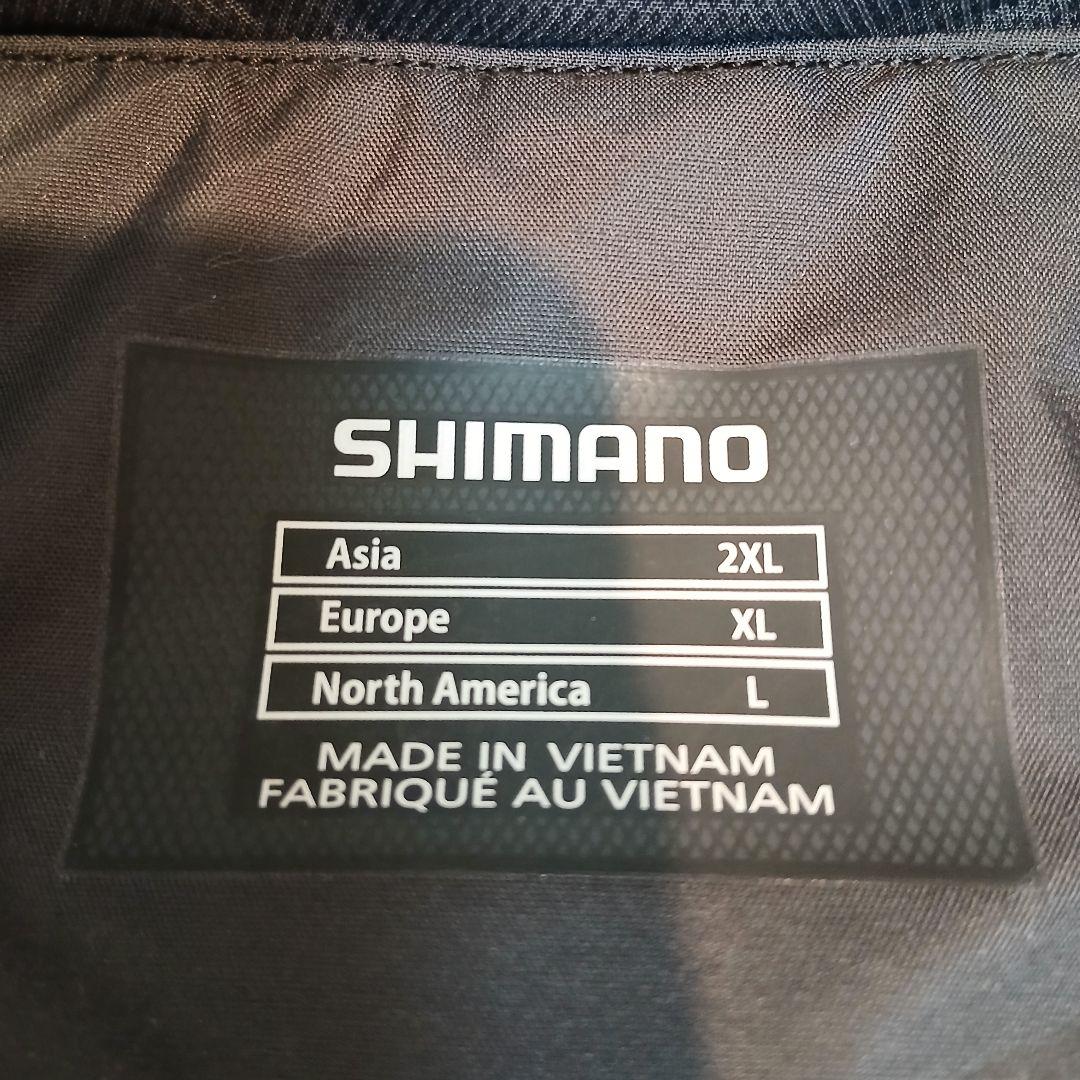 SHIMANO
Asia 2XL
Europe XL
North America L
MADE IN VIETNAM
FABRIQUÉ AU VIETNAM